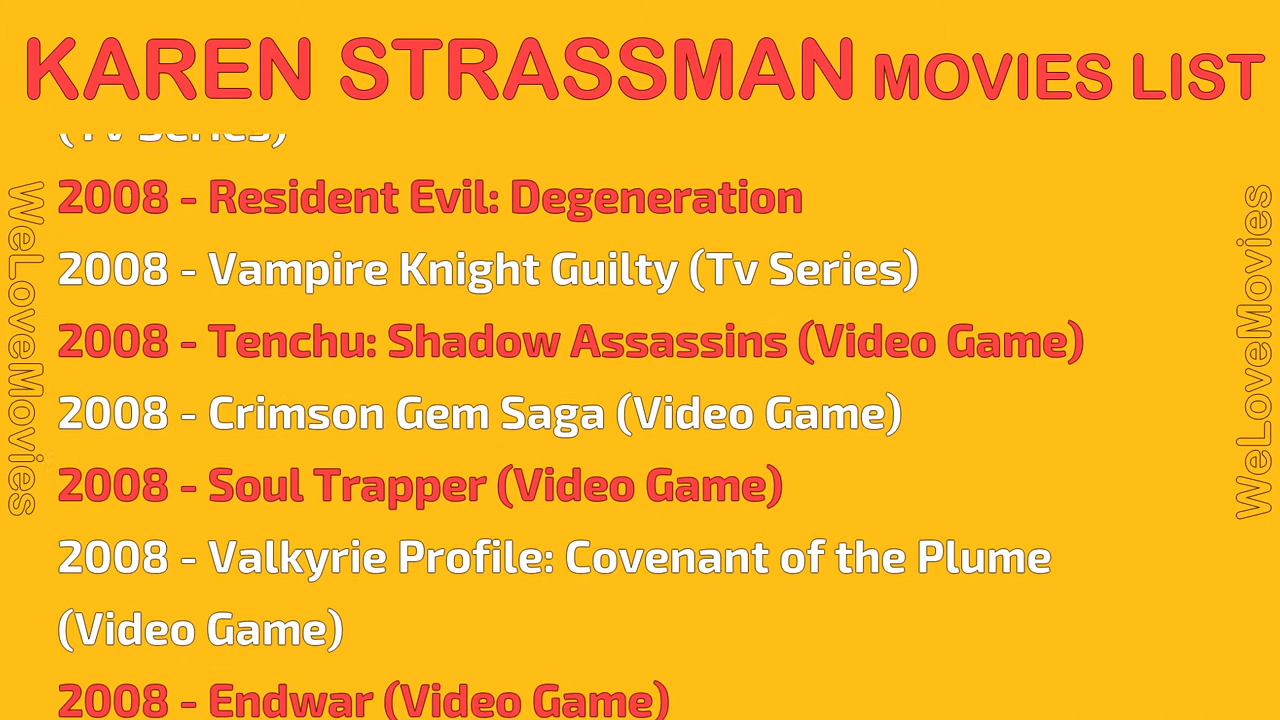 KAREN STRASSMAN MOVIES LIST
(Tv Series)
2008 - Resident Evil: Degeneration
2008 - Vampire Knight Guilty (Tv Series)
2008 - Tenchu: Shadow Assassins (Video Game)
2008 - Crimson Gem Saga (Video Game)
2008 - Soul Trapper (Video Game)
2008 - Valkyrie Profile: Covenant of the Plume
(Video Game)
2008 - Endwar (Video Game)
WeLoveMovies
WeLoveMovies